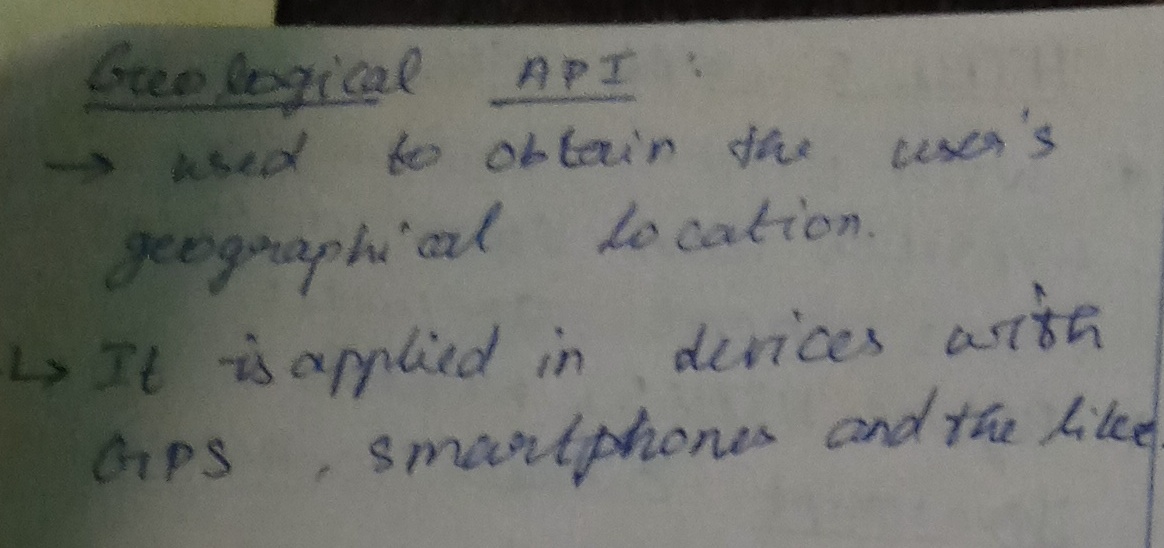 Geological API :
→ used to obtain the user's
geographical location.
↳ It is applied in devices with
GPS, smartphones and the like.